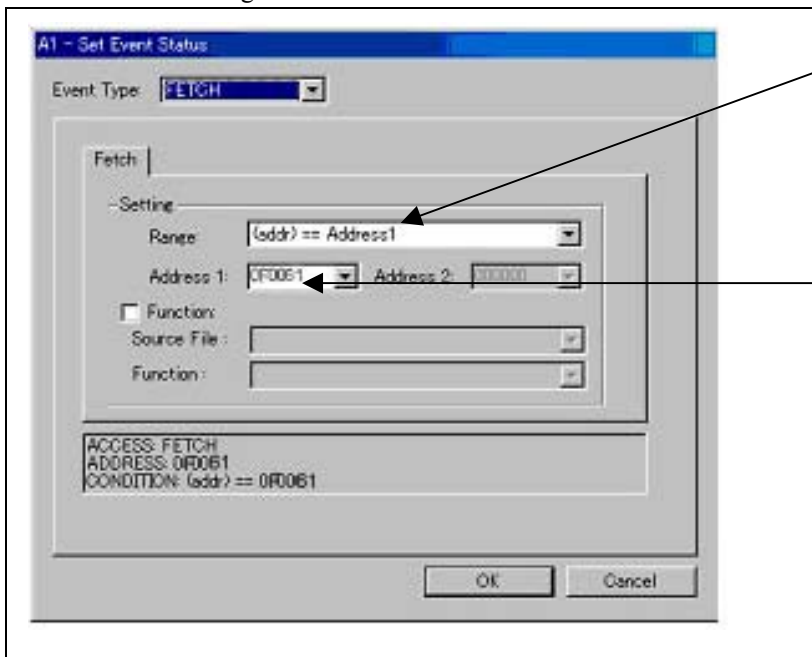 A1 - Set Event Status
Event Type: FETCH
Fetch
Setting
Range: (addr) == Address1
Address 1: 0F0061 Address 2: 000000
Function:
Source File :
Function :
ACCESS: FETCH
ADDRESS: 0F0061
CONDITION: (addr) == 0F0061
OK Cancel